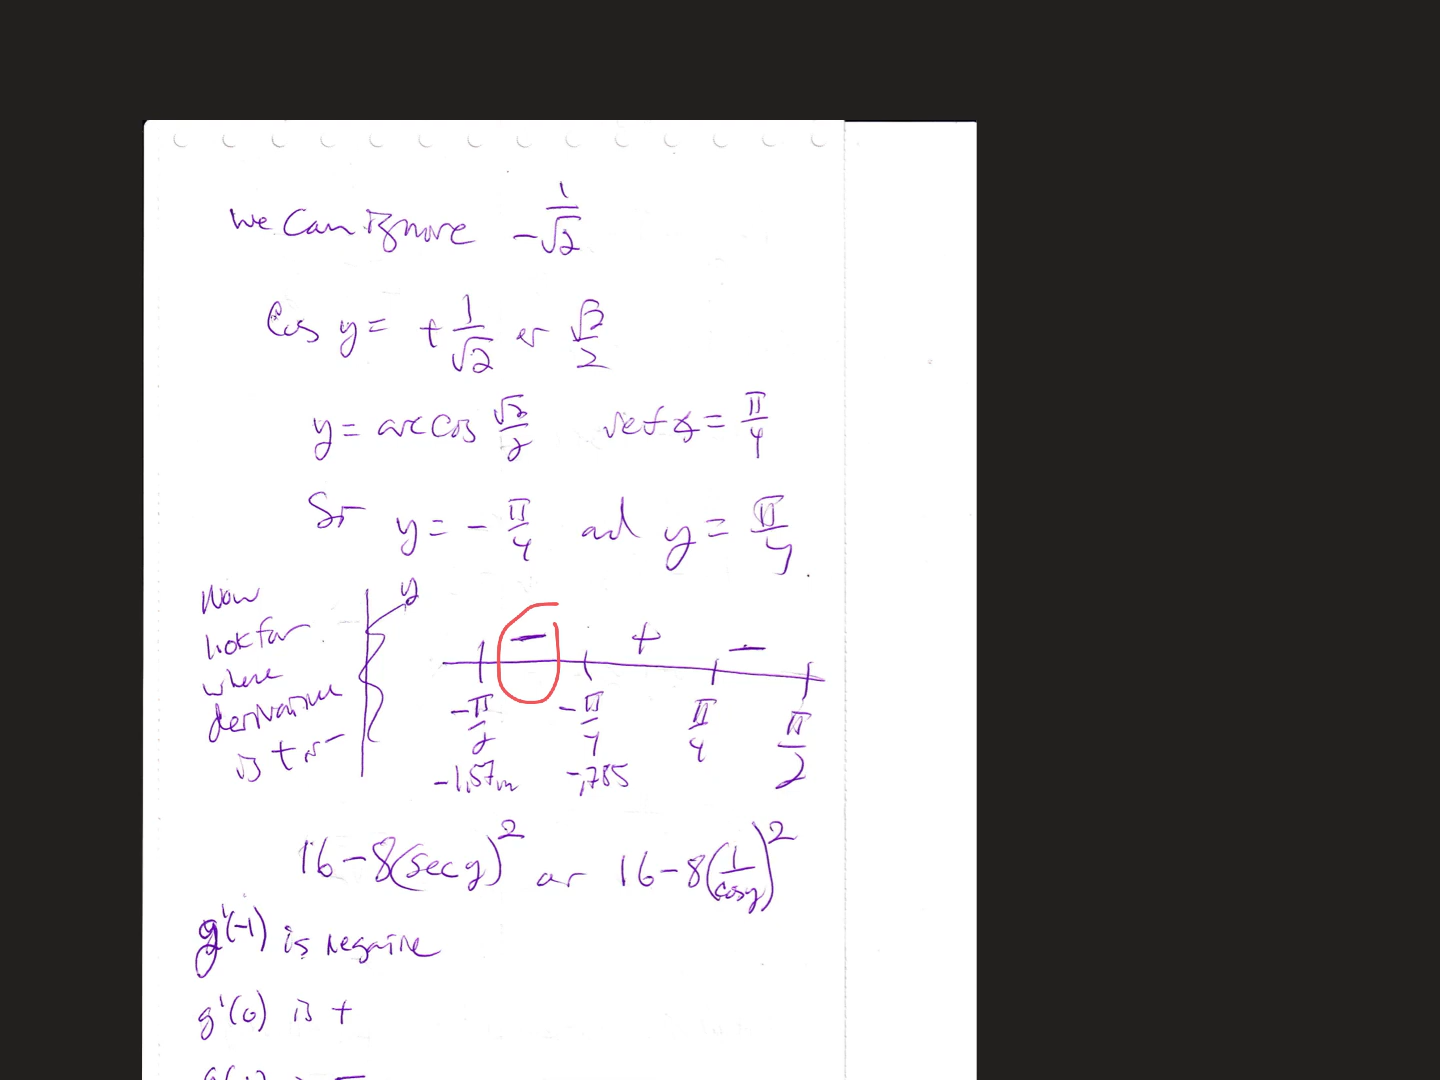 We Can ignore - 1/√2
Cos y = + 1/√2 or √2/2
y = arccos √2/2 ref ∡ = π/4
So y = - π/4 and y = π/4
Now
look for
where
derivative
is + or -
y
- + -
-π/2 -π/4 π/4 π/2
-1.57 -.785
16-8(sec y)² or 16-8(1/cos y)²
g'(-1) is negative
g'(0) is +